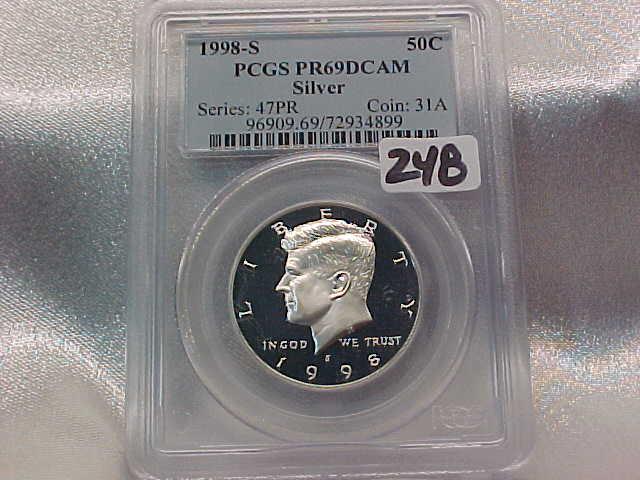 1998-S 50C
PCGS PR69DCAM
Silver
Series: 47PR Coin: 31A
96909.69/72934899
248
LIBERTY
IN GOD WE TRUST
S
1998